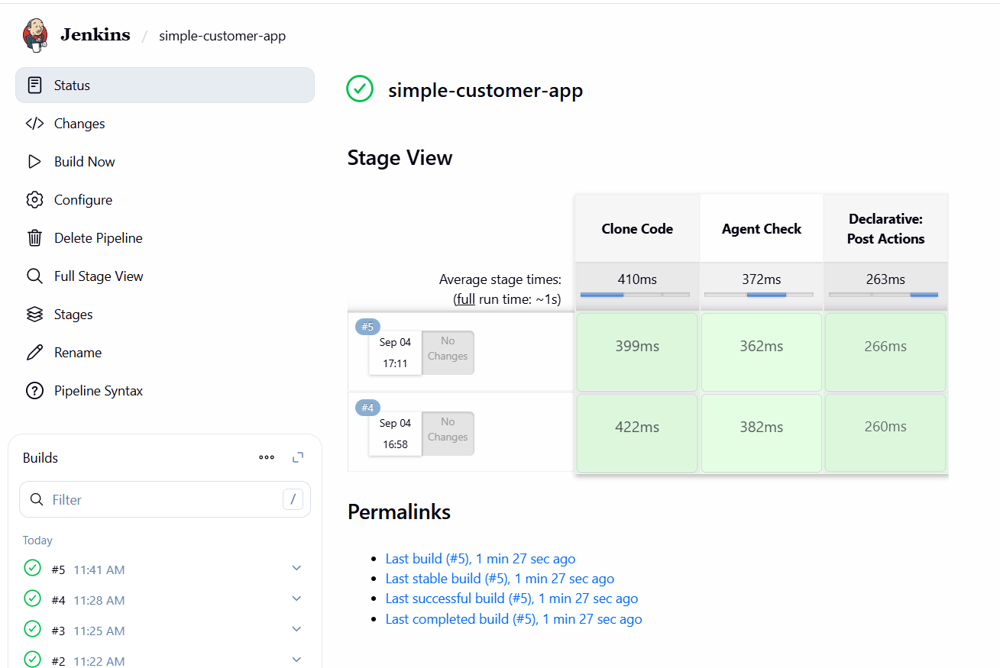 Jenkins / simple-customer-app
Status
Changes
Build Now
Configure
Delete Pipeline
Full Stage View
Stages
Rename
Pipeline Syntax
Builds
Filter /
Today
#5 11:41 AM
#4 11:28 AM
#3 11:25 AM
#2 11:22 AM
simple-customer-app
Stage View
Clone Code
Agent Check
Declarative:
Post Actions
Average stage times:
(full run time: ~1s)
410ms
372ms
263ms
#5
Sep 04
17:11
No
Changes
399ms
362ms
266ms
#4
Sep 04
16:58
No
Changes
422ms
382ms
260ms
Permalinks
Last build (#5), 1 min 27 sec ago
Last stable build (#5), 1 min 27 sec ago
Last successful build (#5), 1 min 27 sec ago
Last completed build (#5), 1 min 27 sec ago